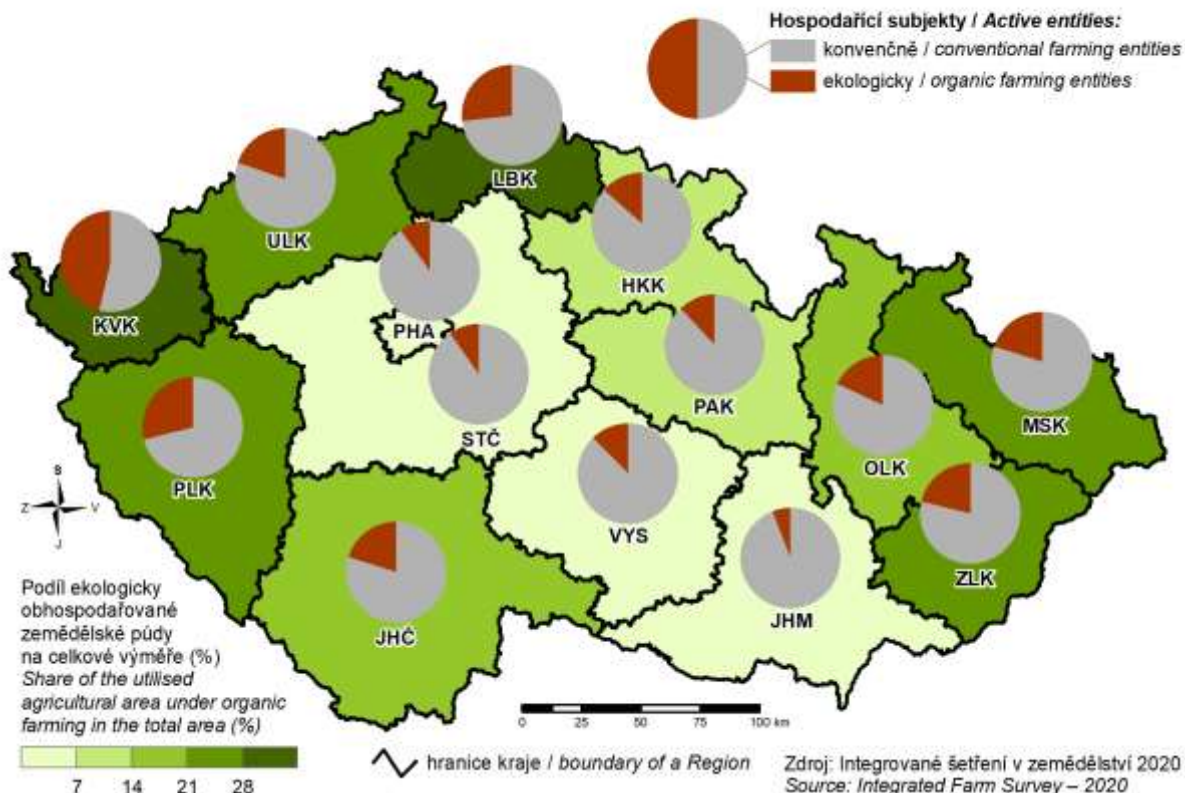 Hospodařící subjekty / Active entities:
konvenčně / conventional farming entities
ekologicky / organic farming entities
LBK
ULK
HKK
KVK
PHA
PAK
STČ
MSK
OLK
PLK
VYS
ZLK
JHČ
JHM
S
Z
V
J
Podíl ekologicky
obhospodařované
zemědělské půdy
na celkové výměře (%)
Share of the utilised
agricultural area under organic
farming in the total area (%)
7 14 21 28
0 25 50 75 100 km
hranice kraje / boundary of a Region
Zdroj: Integrované šetření v zemědělství 2020
Source: Integrated Farm Survey – 2020